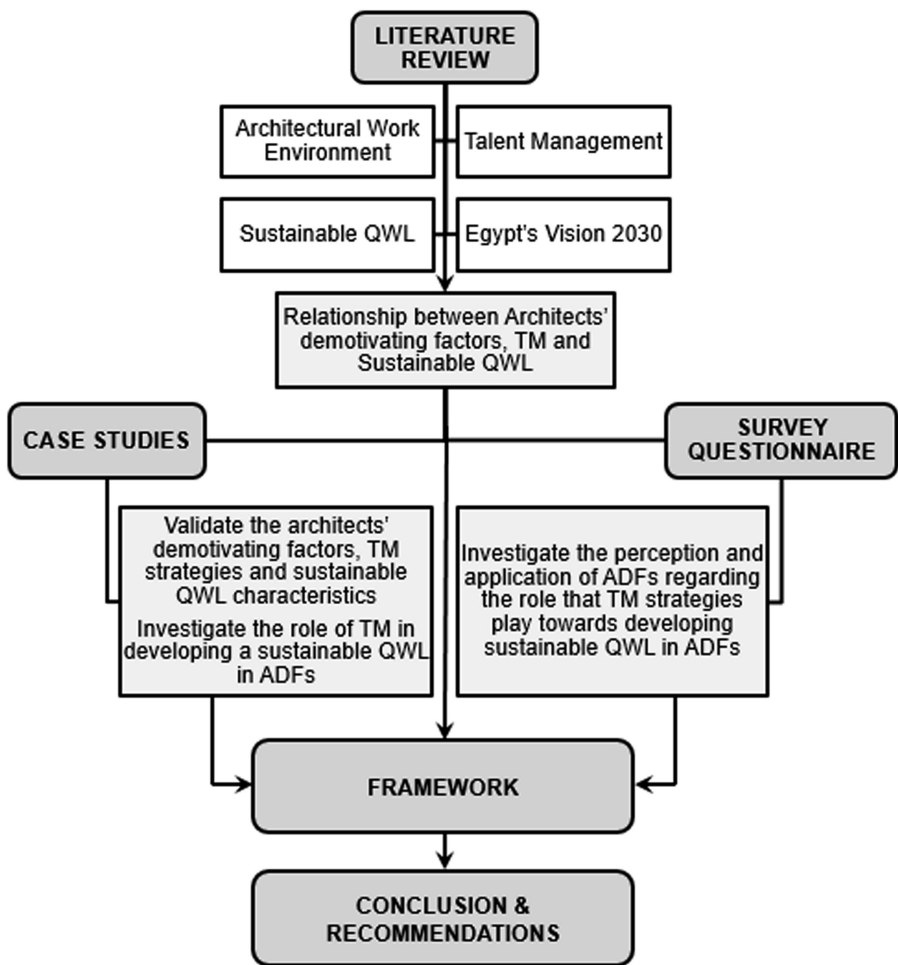 LITERATURE
REVIEW
Architectural Work
Environment
Talent Management
Sustainable QWL
Egypt's Vision 2030
Relationship between Architects'
demotivating factors, TM and
Sustainable QWL
CASE STUDIES
SURVEY
QUESTIONNAIRE
Validate the architects'
demotivating factors, TM
strategies and sustainable
QWL characteristics
Investigate the role of TM in
developing a sustainable QWL
in ADFs
Investigate the perception and
application of ADFs regarding
the role that TM strategies
play towards developing
sustainable QWL in ADFs
FRAMEWORK
CONCLUSION &
RECOMMENDATIONS